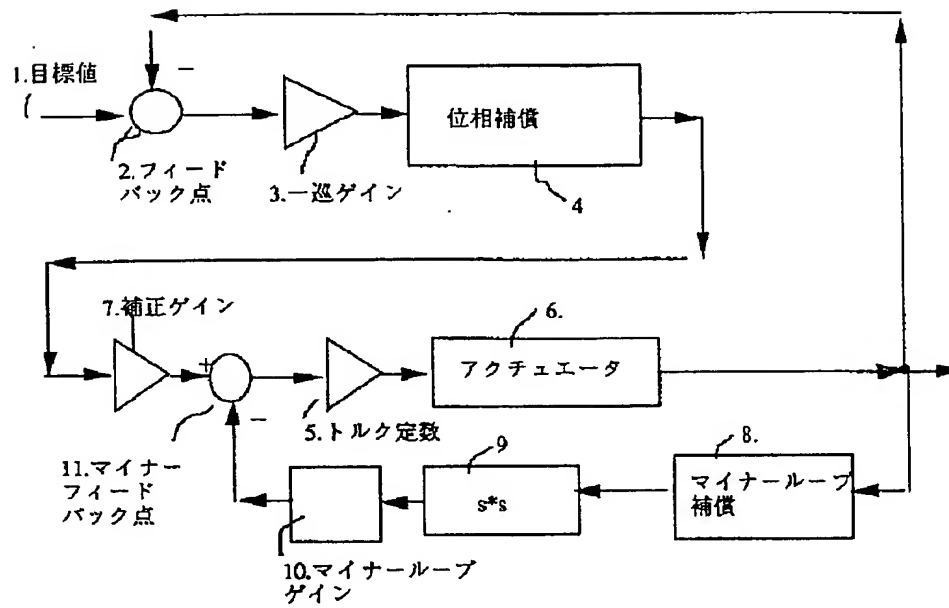 1.目標値
−
2.フィード
バック点
3.一巡ゲイン
位相補償
4
7.補正ゲイン
+
−
11.マイナー
フィード
バック点
5.トルク定数
6.
アクチュエータ
8.
マイナーループ
補償
9
s*s
10.マイナーループ
ゲイン